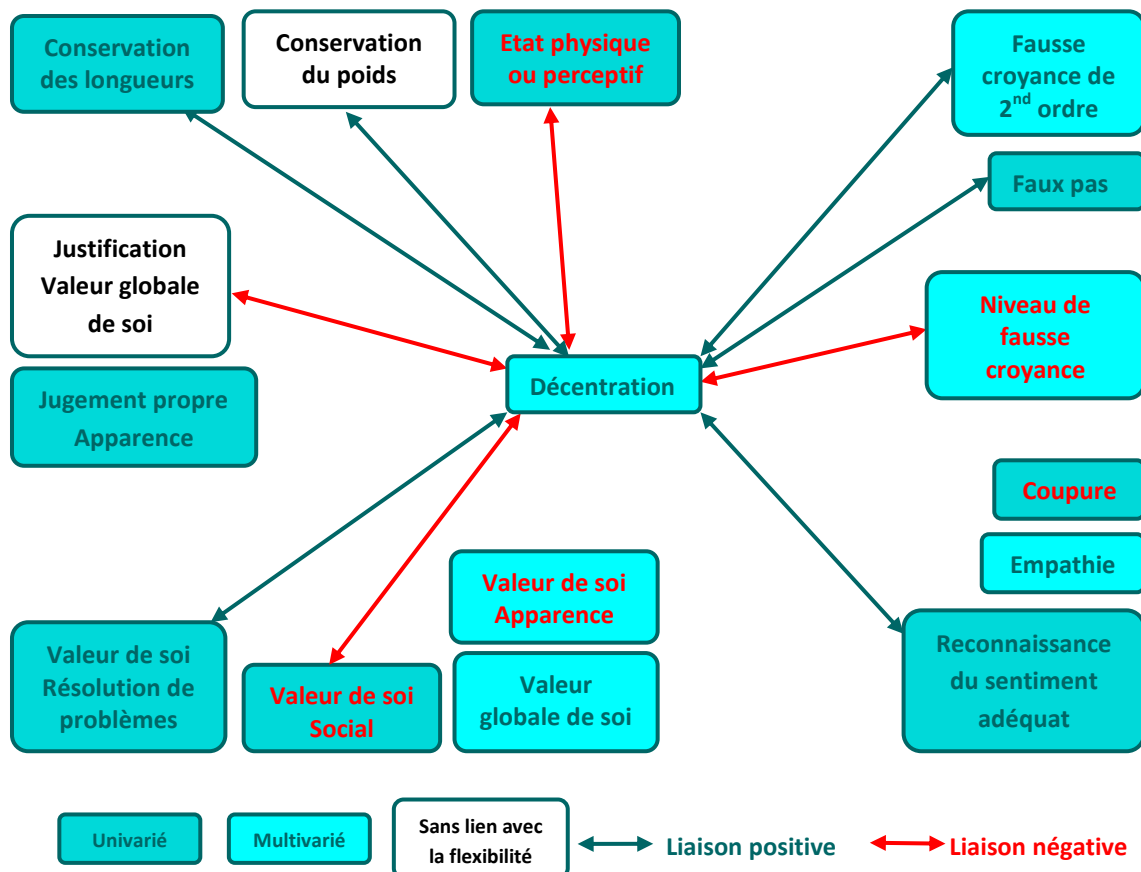 Conservation
des longueurs
Conservation
du poids
Etat physique
ou perceptif
Fausse
croyance de
2nd ordre
Faux pas
Justification
Valeur globale
de soi
Niveau de
fausse
croyance
Décentration
Jugement propre
Apparence
Coupure
Empathie
Valeur de soi
Apparence
Valeur de soi
Résolution de
problèmes
Valeur de soi
Social
Valeur
globale de soi
Reconnaissance
du sentiment
adéquat
Univarié
Multivarié
Sans lien avec
la flexibilité
Liaison positive
Liaison négative